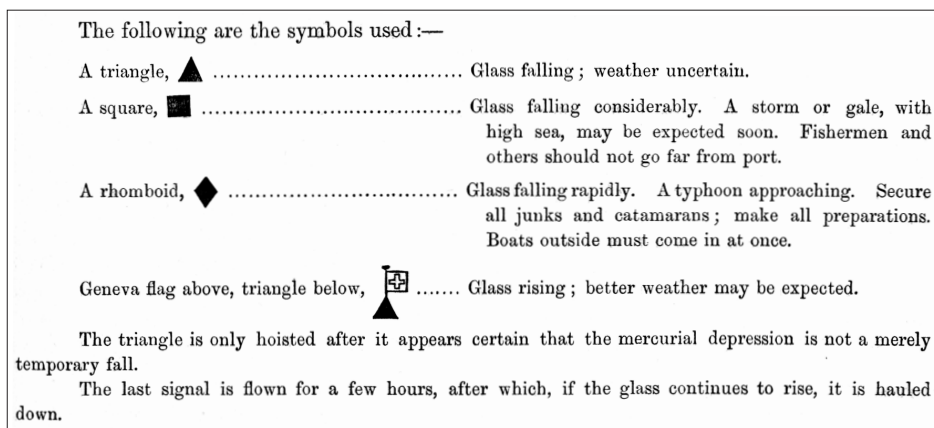 The following are the symbols used :—
A triangle, ▲ .................................... Glass falling ; weather uncertain.
A square, ■ ..................................... Glass falling considerably. A storm or gale, with
high sea, may be expected soon. Fishermen and
others should not go far from port.
A rhomboid, ♦ ................................. Glass falling rapidly. A typhoon approaching. Secure
all junks and catamarans ; make all preparations.
Boats outside must come in at once.
Geneva flag above, triangle below, ....... Glass rising ; better weather may be expected.
The triangle is only hoisted after it appears certain that the mercurial depression is not a merely
temporary fall.
The last signal is flown for a few hours, after which, if the glass continues to rise, it is hauled
down.